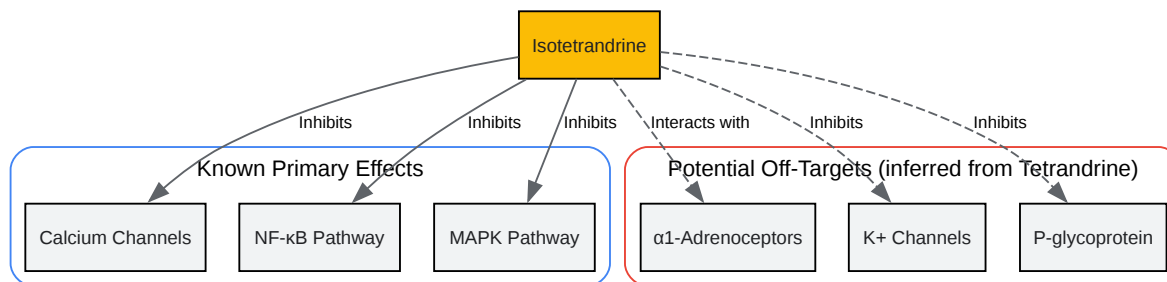 Isotetrandrine
Inhibits
Inhibits
Inhibits
Interacts with
Inhibits
Inhibits
Known Primary Effects
Potential Off-Targets (inferred from Tetrandrine)
Calcium Channels
NF-κB Pathway
MAPK Pathway
α1-Adrenoceptors
K+ Channels
P-glycoprotein